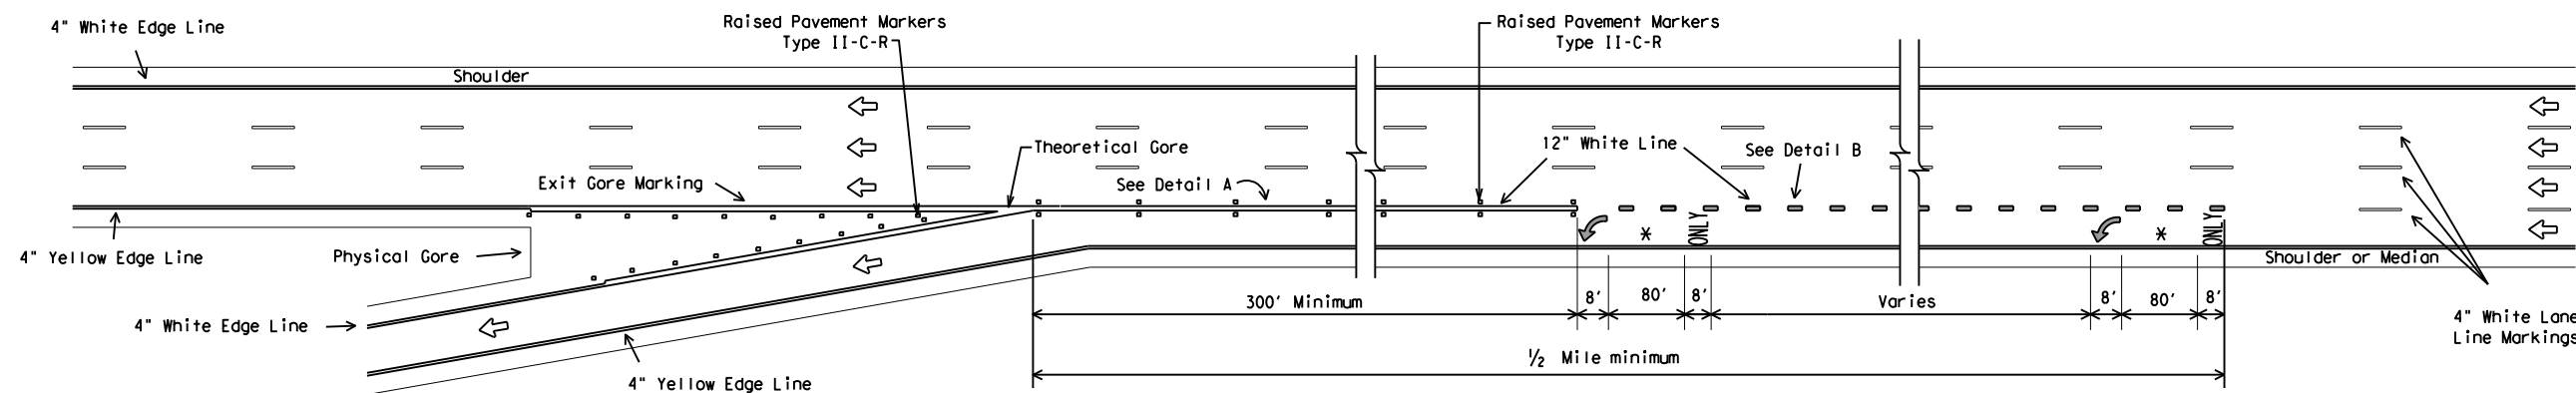 4" White Edge Line
Raised Pavement Markers
Type II-C-R
Raised Pavement Markers
Type II-C-R
Shoulder
Theoretical Gore
12" White Line
See Detail B
Exit Gore Marking
See Detail A
*
ONLY
*
ONLY
4" Yellow Edge Line
Physical Gore
Shoulder or Median
300' Minimum
8'
80'
8'
Varies
8'
80'
8'
4" White Edge Line
4" White Lane
Line Markings
½ Mile minimum
4" Yellow Edge Line